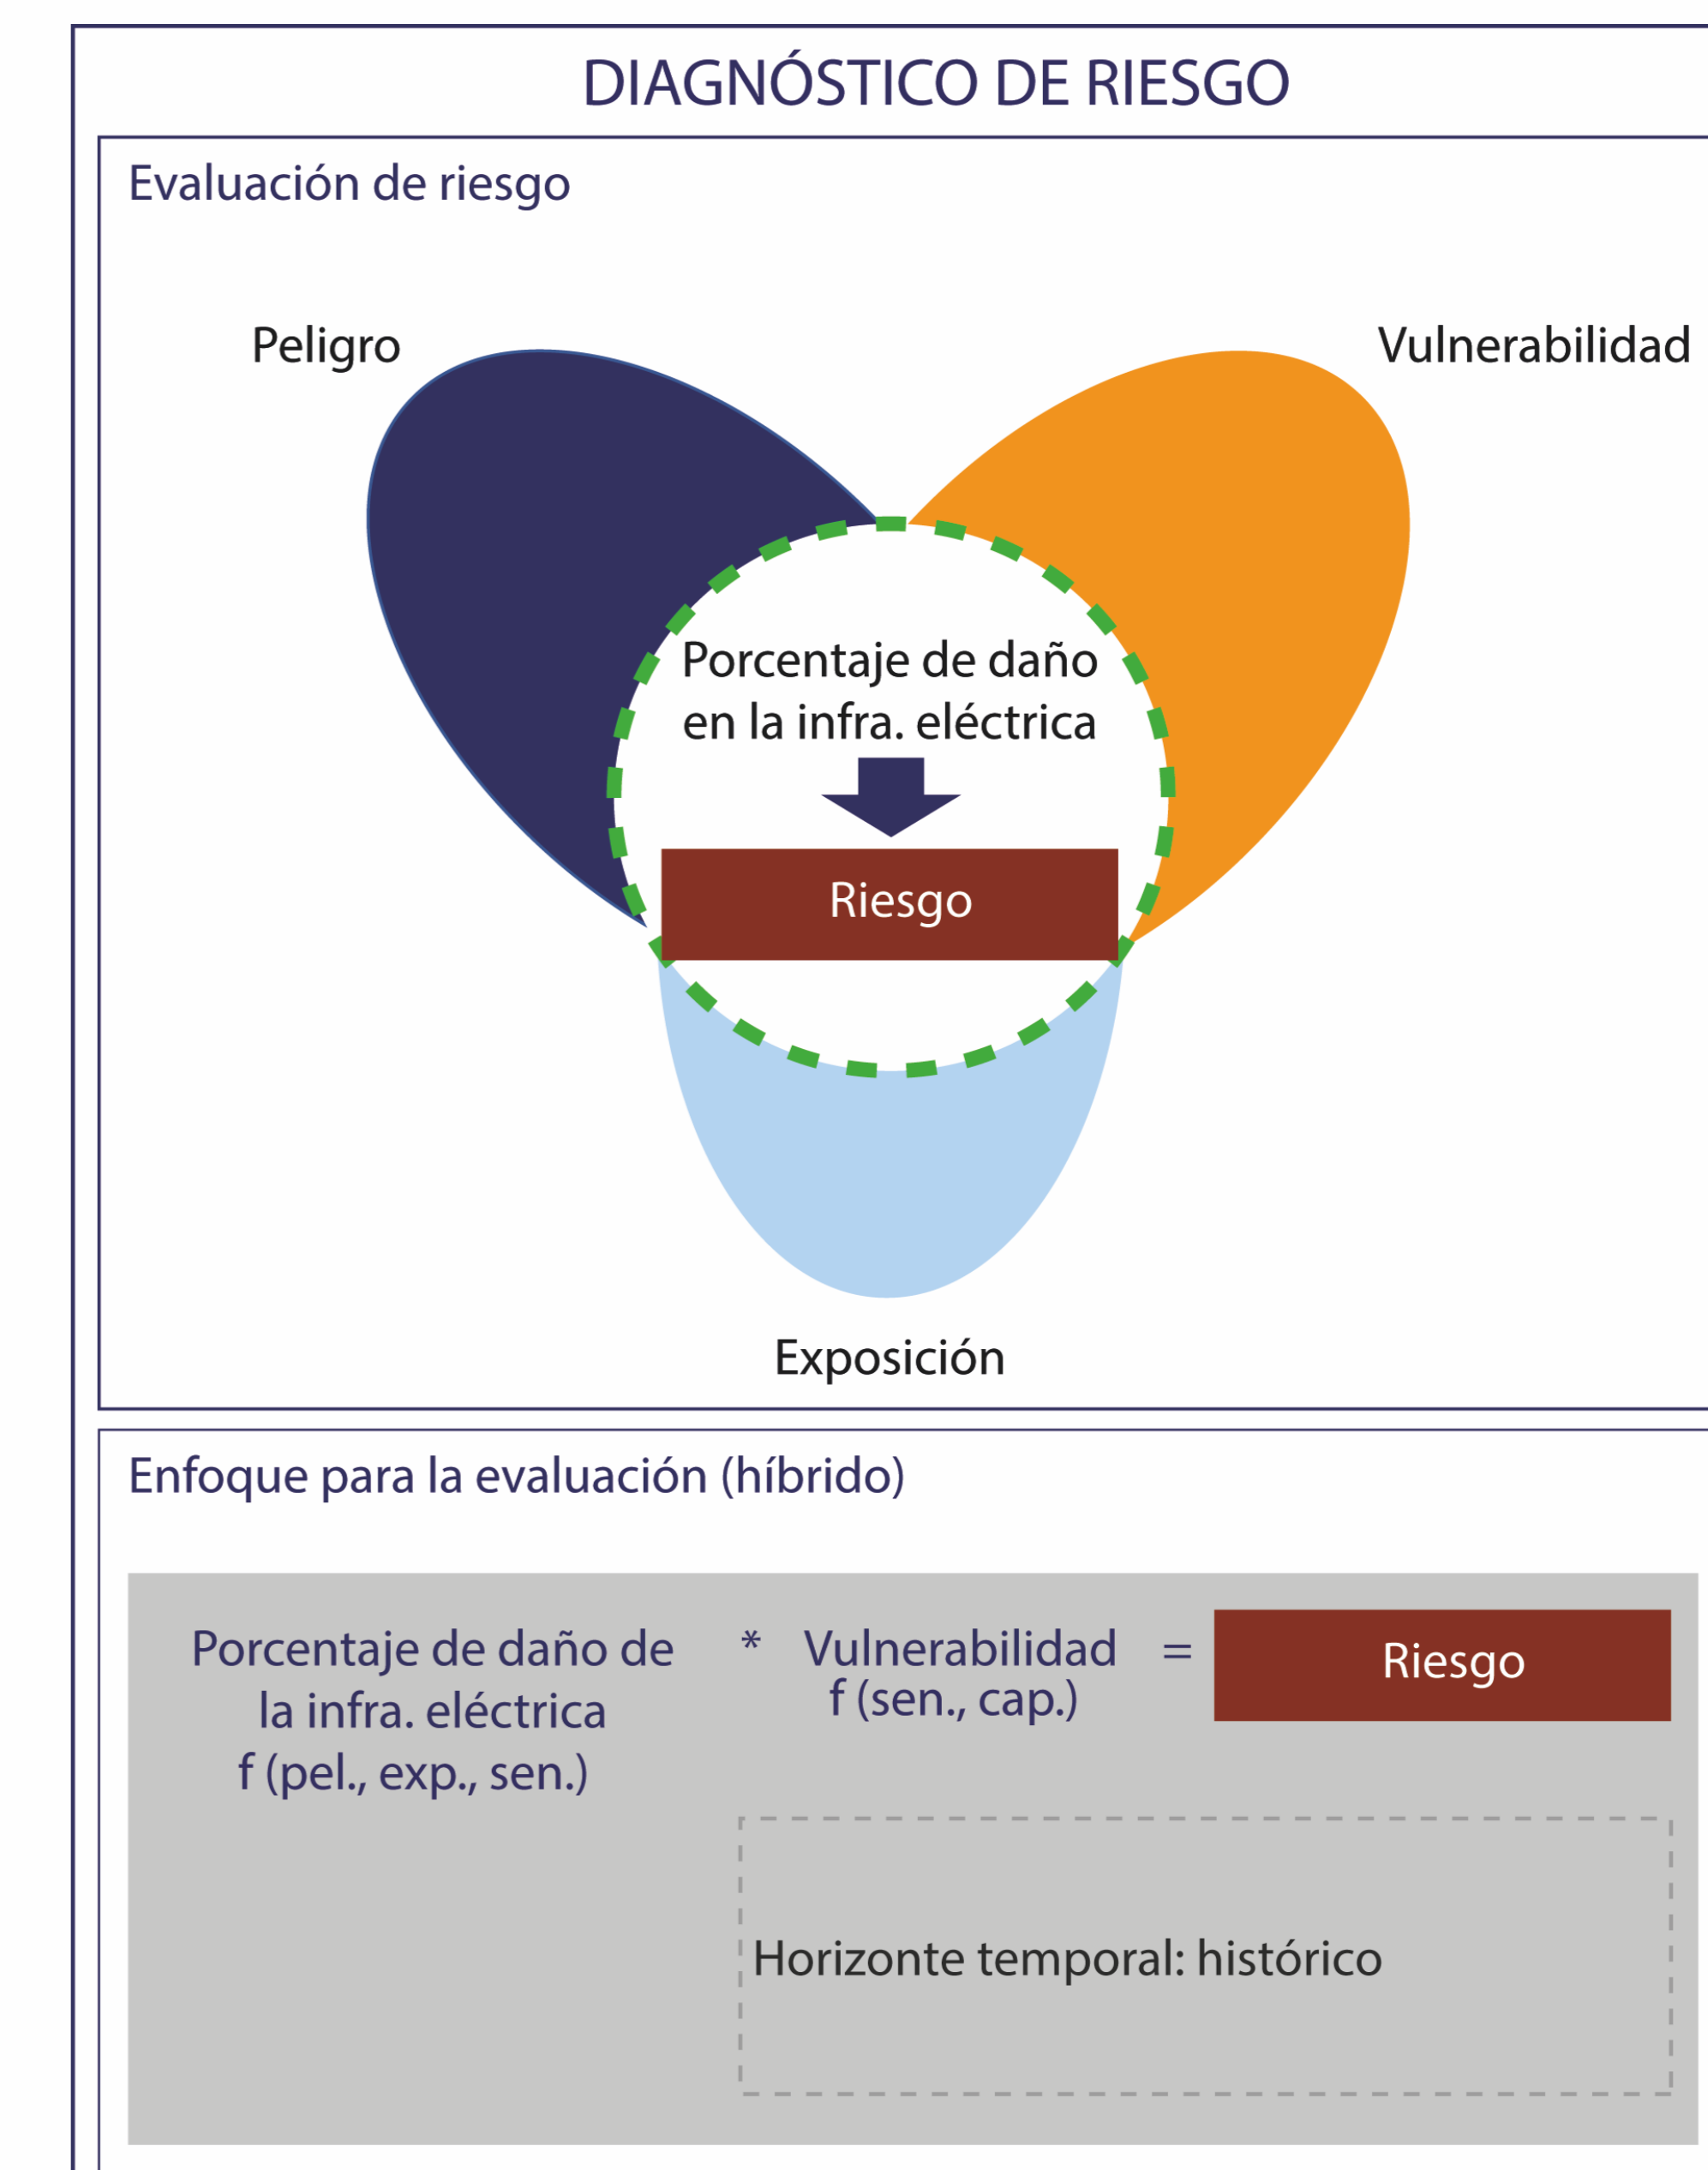 DIAGNÓSTICO DE RIESGO
Evaluación de riesgo
Peligro
Vulnerabilidad
Porcentaje de daño
en la infra. eléctrica
Riesgo
Exposición
Enfoque para la evaluación (híbrido)
Porcentaje de daño de * Vulnerabilidad = Riesgo
la infra. eléctrica f (sen., cap.)
f (pel., exp., sen.)
Horizonte temporal: histórico